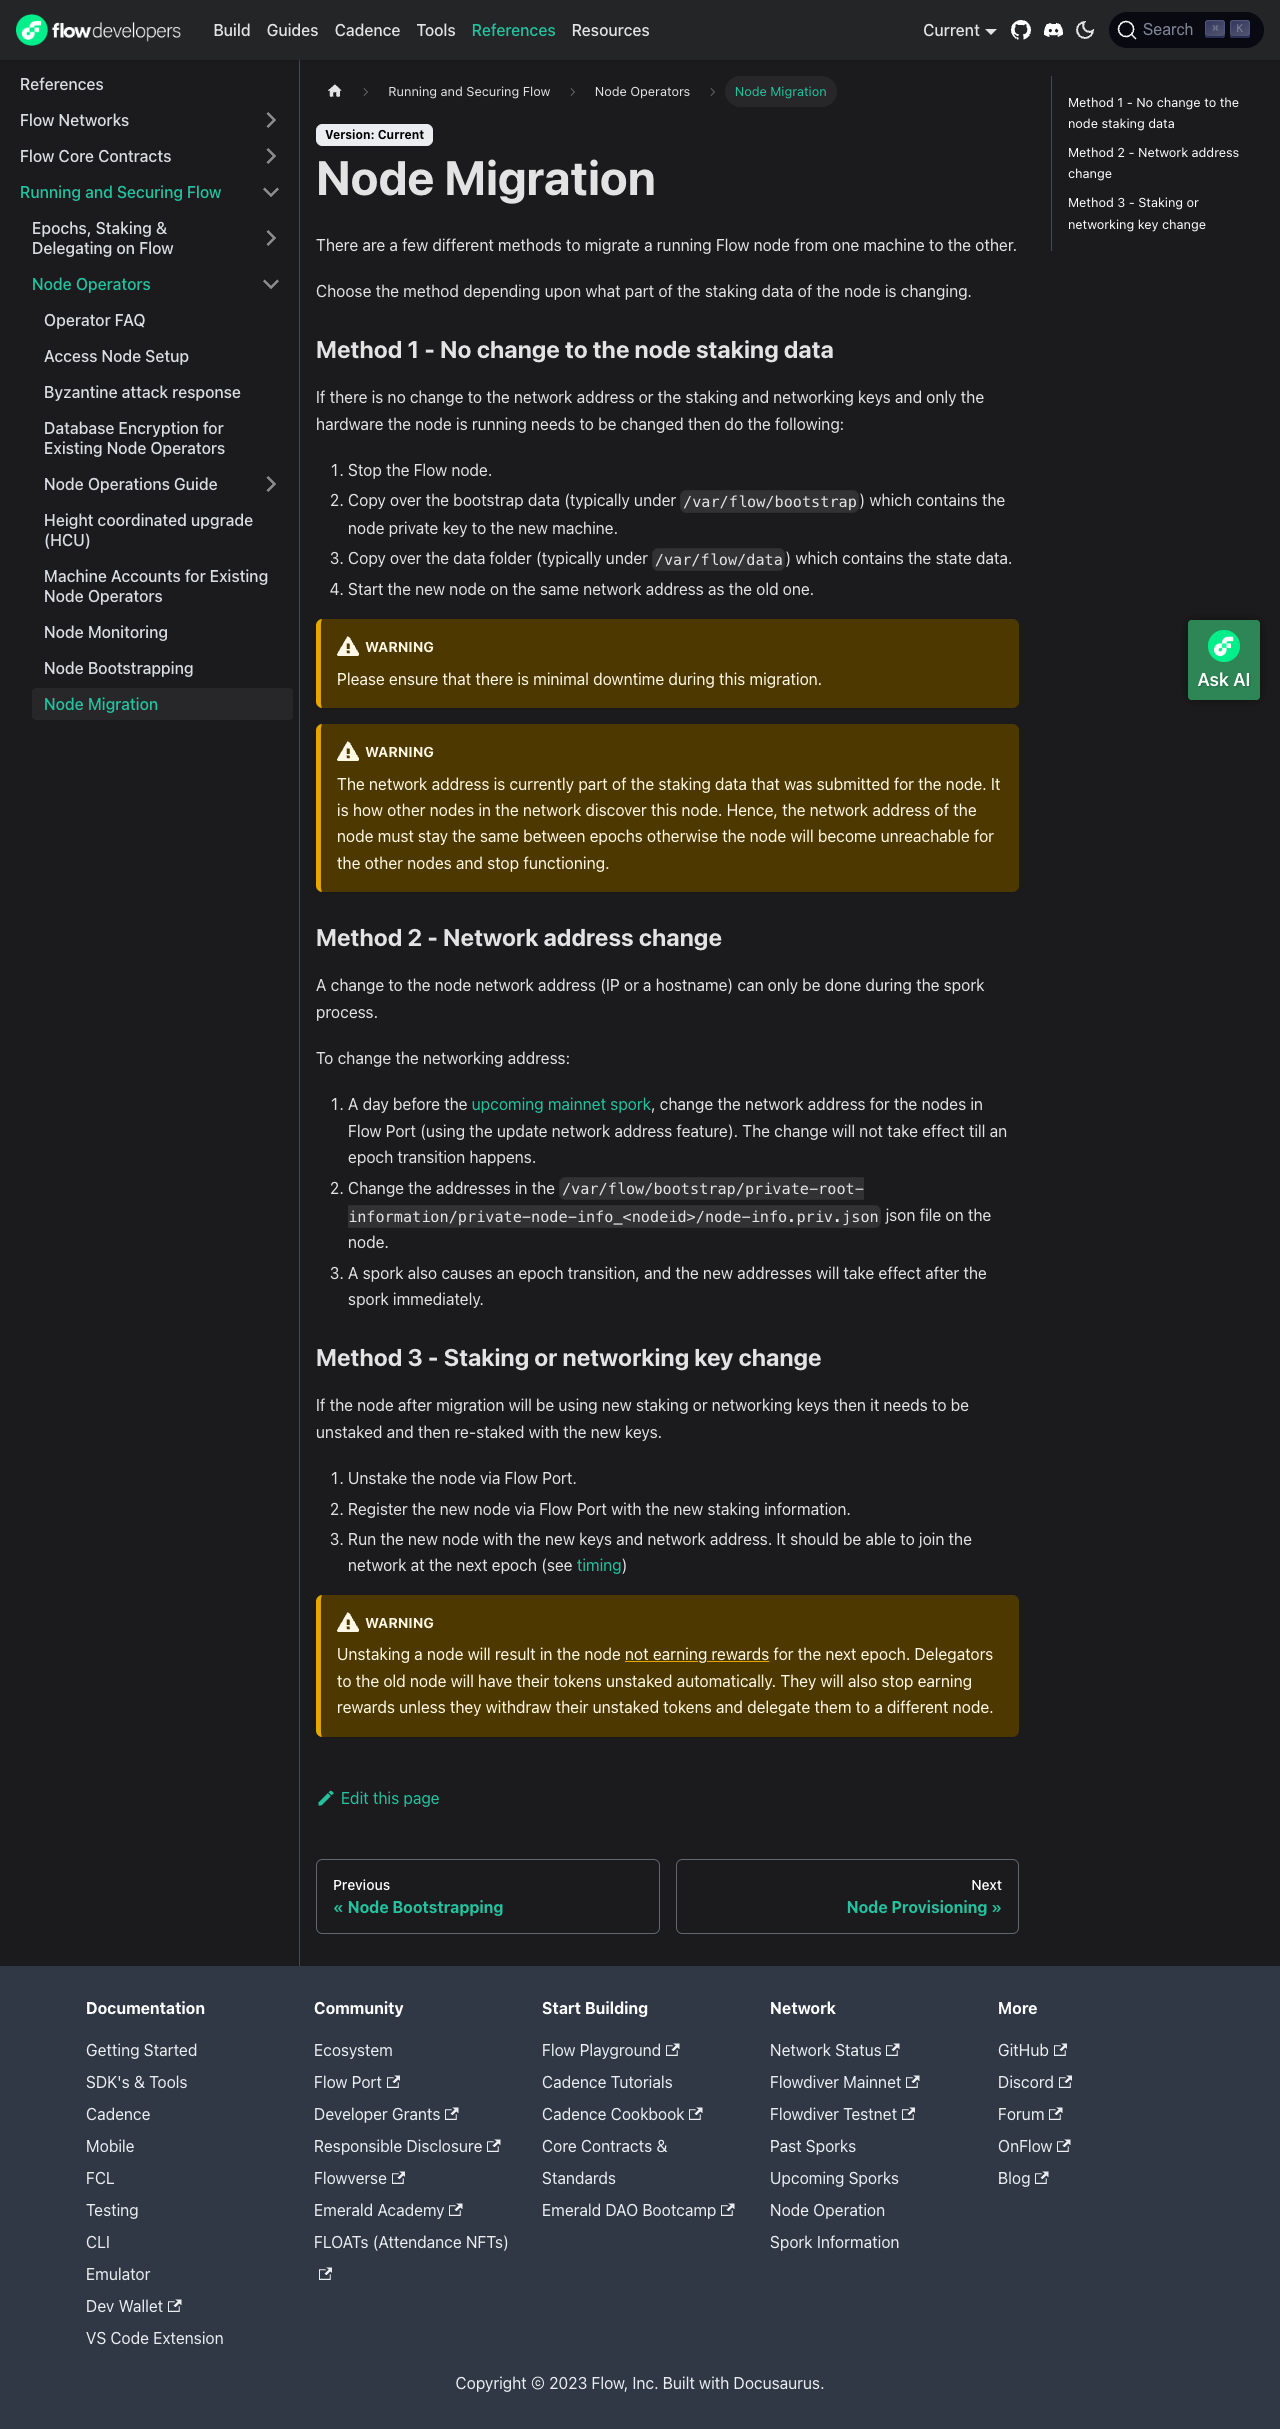 flowdevelopers
Build Guides Cadence Tools References Resources
Current
Search ⌘ K
References
Flow Networks
Flow Core Contracts
Running and Securing Flow
Epochs, Staking &
Delegating on Flow
Node Operators
Operator FAQ
Access Node Setup
Byzantine attack response
Database Encryption for
Existing Node Operators
Node Operations Guide
Height coordinated upgrade
(HCU)
Machine Accounts for Existing
Node Operators
Node Monitoring
Node Bootstrapping
Node Migration
Running and Securing Flow
Node Operators
Node Migration
Version: Current
Node Migration
There are a few different methods to migrate a running Flow node from one machine to the other.
Choose the method depending upon what part of the staking data of the node is changing.
Method 1 - No change to the node staking data
If there is no change to the network address or the staking and networking keys and only the
hardware the node is running needs to be changed then do the following:
1. Stop the Flow node.
2. Copy over the bootstrap data (typically under /var/flow/bootstrap) which contains the
node private key to the new machine.
3. Copy over the data folder (typically under /var/flow/data) which contains the state data.
4. Start the new node on the same network address as the old one.
WARNING
Please ensure that there is minimal downtime during this migration.
WARNING
The network address is currently part of the staking data that was submitted for the node. It
is how other nodes in the network discover this node. Hence, the network address of the
node must stay the same between epochs otherwise the node will become unreachable for
the other nodes and stop functioning.
Method 2 - Network address change
A change to the node network address (IP or a hostname) can only be done during the spork
process.
To change the networking address:
1. A day before the upcoming mainnet spork, change the network address for the nodes in
Flow Port (using the update network address feature). The change will not take effect till an
epoch transition happens.
2. Change the addresses in the /var/flow/bootstrap/private-root-
information/private-node-info_<nodeid>/node-info.priv.json json file on the
node.
3. A spork also causes an epoch transition, and the new addresses will take effect after the
spork immediately.
Method 3 - Staking or networking key change
If the node after migration will be using new staking or networking keys then it needs to be
unstaked and then re-staked with the new keys.
1. Unstake the node via Flow Port.
2. Register the new node via Flow Port with the new staking information.
3. Run the new node with the new keys and network address. It should be able to join the
network at the next epoch (see timing)
WARNING
Unstaking a node will result in the node not earning rewards for the next epoch. Delegators
to the old node will have their tokens unstaked automatically. They will also stop earning
rewards unless they withdraw their unstaked tokens and delegate them to a different node.
Edit this page
Previous
« Node Bootstrapping
Next
Node Provisioning »
Method 1 - No change to the
node staking data
Method 2 - Network address
change
Method 3 - Staking or
networking key change
Ask AI
Documentation
Getting Started
SDK's & Tools
Cadence
Mobile
FCL
Testing
CLI
Emulator
Dev Wallet
VS Code Extension
Community
Ecosystem
Flow Port
Developer Grants
Responsible Disclosure
Flowverse
Emerald Academy
FLOATs (Attendance NFTs)
Start Building
Flow Playground
Cadence Tutorials
Cadence Cookbook
Core Contracts &
Standards
Emerald DAO Bootcamp
Network
Network Status
Flowdiver Mainnet
Flowdiver Testnet
Past Sporks
Upcoming Sporks
Node Operation
Spork Information
More
GitHub
Discord
Forum
OnFlow
Blog
Copyright © 2023 Flow, Inc. Built with Docusaurus.